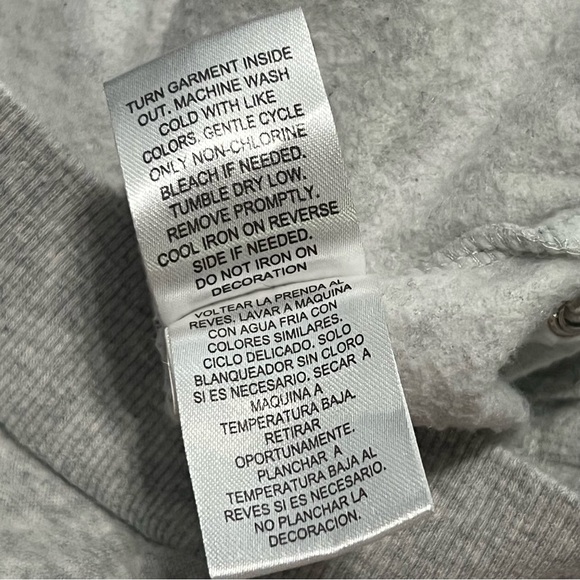 TURN GARMENT INSIDE
OUT. MACHINE WASH
COLD WITH LIKE
COLORS. GENTLE CYCLE
ONLY NON-CHLORINE
BLEACH IF NEEDED.
TUMBLE DRY LOW.
REMOVE PROMPTLY.
COOL IRON ON REVERSE
SIDE IF NEEDED.
DO NOT IRON ON
DECORATION
VOLTEAR LA PRENDA AL
REVES. LAVAR A MAQUINA
CON AGUA FRIA CON
COLORES SIMILARES.
CICLO DELICADO. SOLO
BLANQUEADOR SIN CLORO
SI ES NECESARIO. SECAR A
MAQUINA A
TEMPERATURA BAJA.
RETIRAR
OPORTUNAMENTE.
PLANCHAR A
TEMPERATURA BAJA AL
REVES SI ES NECESARIO.
NO PLANCHAR LA
DECORACION.